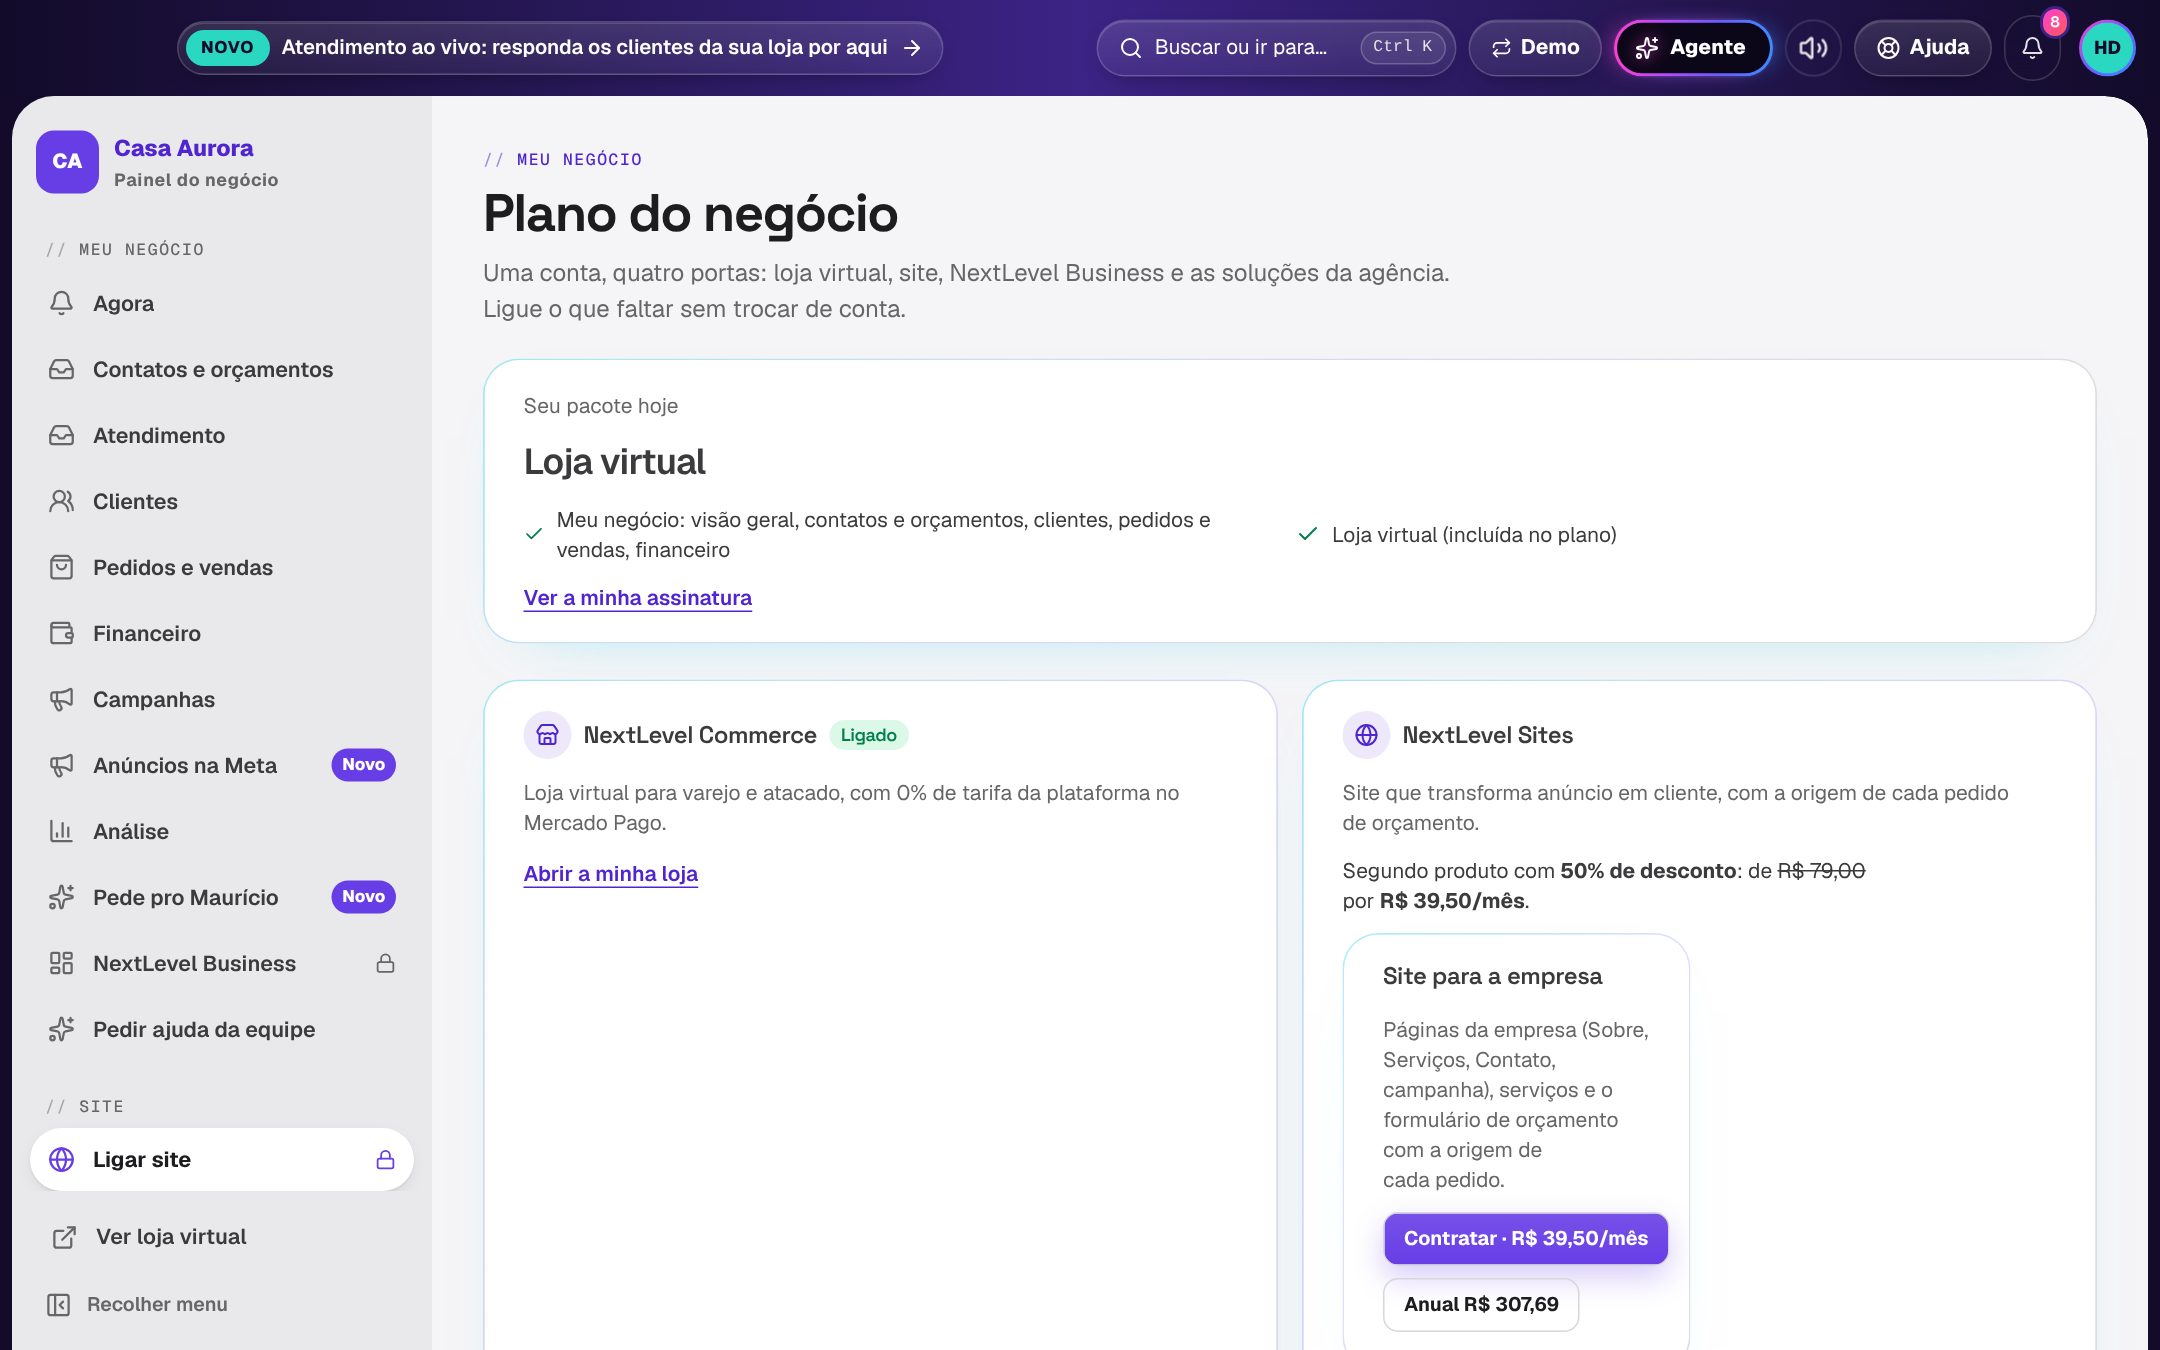 NOVO Atendimento ao vivo: responda os clientes da sua loja por aqui →
Buscar ou ir para... Ctrl K
Demo
Agente
Ajuda
8
HD
CA
Casa Aurora
Painel do negócio
// MEU NEGÓCIO
Agora
Contatos e orçamentos
Atendimento
Clientes
Pedidos e vendas
Financeiro
Campanhas
Anúncios na Meta Novo
Análise
Pede pro Maurício Novo
NextLevel Business
Pedir ajuda da equipe
// SITE
Ligar site
Ver loja virtual
Recolher menu
// MEU NEGÓCIO
Plano do negócio
Uma conta, quatro portas: loja virtual, site, NextLevel Business e as soluções da agência.
Ligue o que faltar sem trocar de conta.
Seu pacote hoje
Loja virtual
Meu negócio: visão geral, contatos e orçamentos, clientes, pedidos e
vendas, financeiro
Loja virtual (incluída no plano)
Ver a minha assinatura
NextLevel Commerce Ligado
Loja virtual para varejo e atacado, com 0% de tarifa da plataforma no
Mercado Pago.
Abrir a minha loja
NextLevel Sites
Site que transforma anúncio em cliente, com a origem de cada pedido
de orçamento.
Segundo produto com 50% de desconto: de R$ 79,00
por R$ 39,50/mês.
Site para a empresa
Páginas da empresa (Sobre,
Serviços, Contato,
campanha), serviços e o
formulário de orçamento
com a origem de
cada pedido.
Contratar · R$ 39,50/mês
Anual R$ 307,69